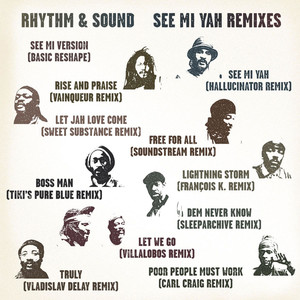 RHYTHM & SOUND SEE MI YAH REMIXES
SEE MI VERSION
(BASIC RESHAPE)
SEE MI YAH
(HALLUCINATOR REMIX)
RISE AND PRAISE
(VAINQUEUR REMIX)
LET JAH LOVE COME
(SWEET SUBSTANCE REMIX)
FREE FOR ALL
(SOUNDSTREAM REMIX)
BOSS MAN
(TIKI'S PURE BLUE REMIX)
LIGHTNING STORM
(FRANÇOIS K. REMIX)
DEM NEVER KNOW
(SLEEPARCHIVE REMIX)
LET WE GO
(VILLALOBOS REMIX)
TRULY
(VLADISLAV DELAY REMIX)
POOR PEOPLE MUST WORK
(CARL CRAIG REMIX)